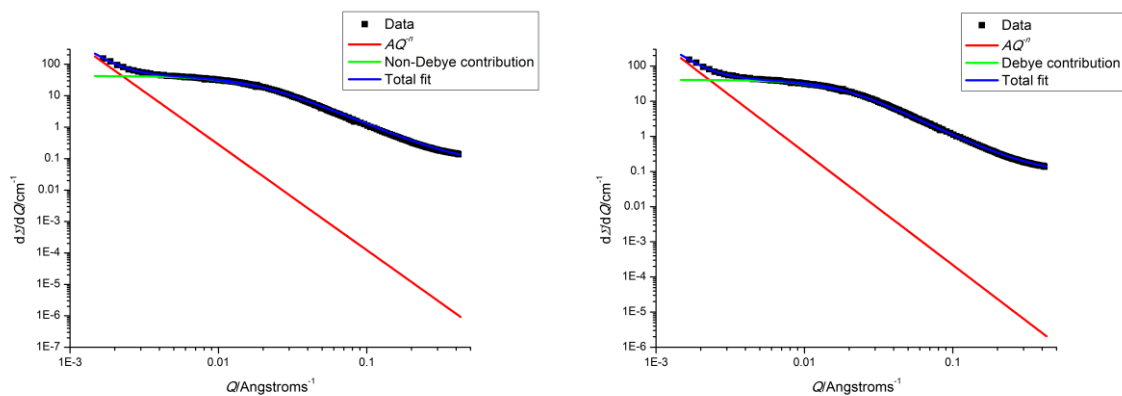 Data
AQ⁻ⁿ
Non-Debye contribution
Total fit
100
10
1
0.1
0.01
1E-3
1E-4
1E-5
1E-6
1E-7
dΣ/dQ/cm⁻¹
1E-3
0.01
0.1
Q/Angstroms⁻¹
Data
AQ⁻ⁿ
Debye contribution
Total fit
100
10
1
0.1
0.01
1E-3
1E-4
1E-5
1E-6
dΣ/dQ/cm⁻¹
1E-3
0.01
0.1
Q/Angstroms⁻¹